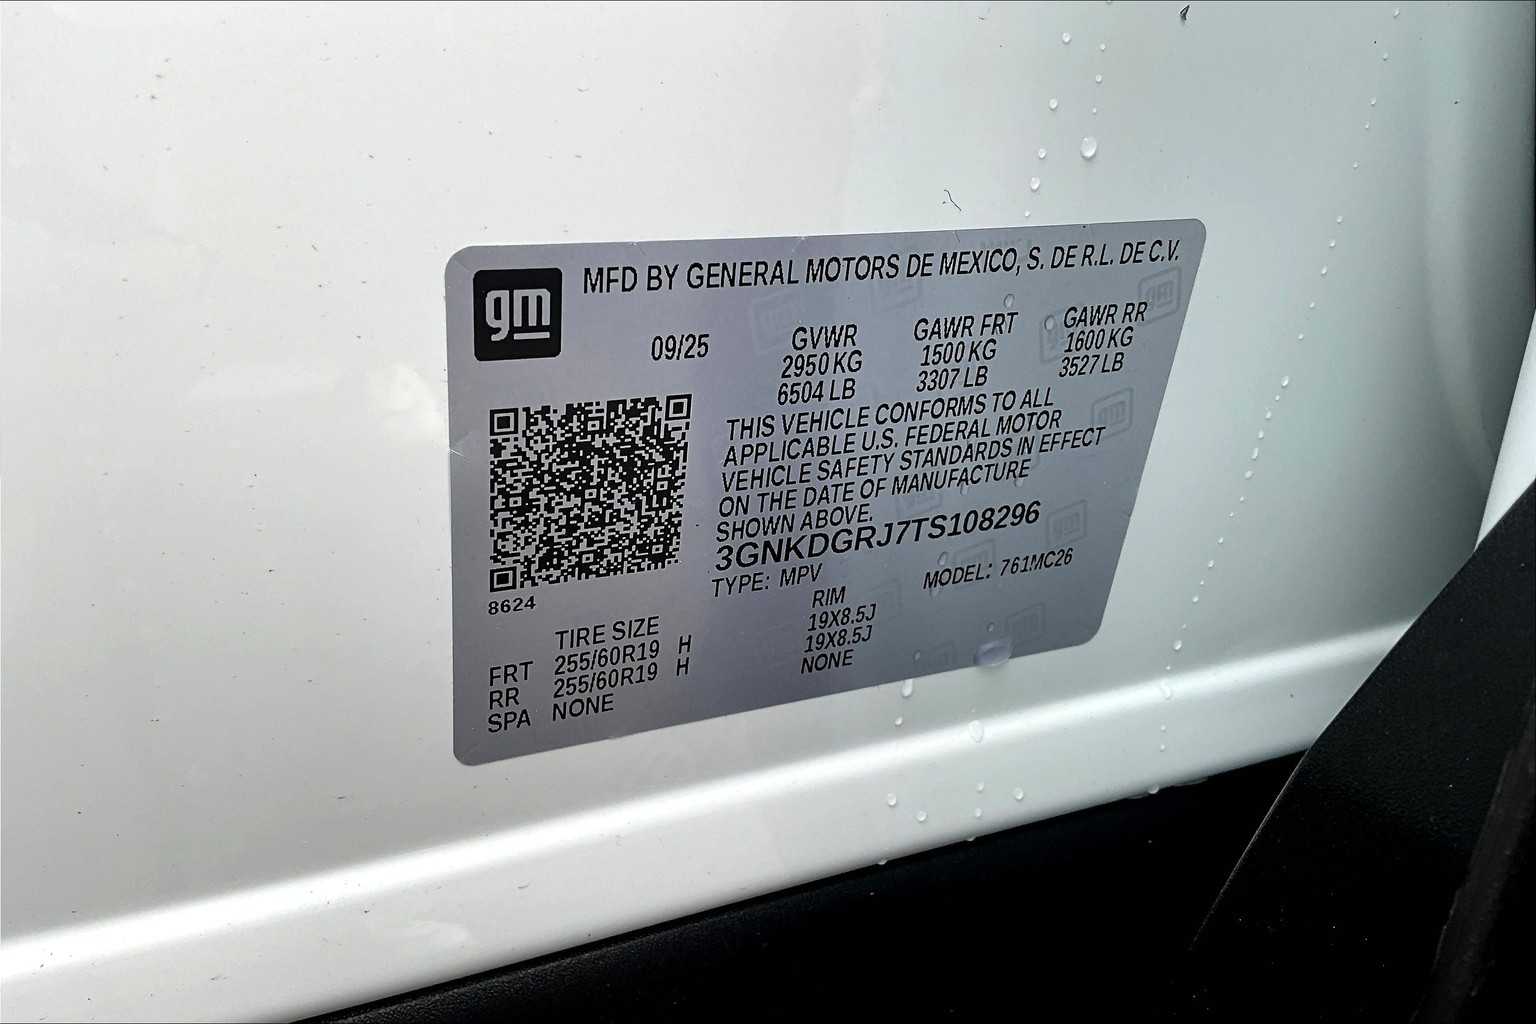 gm
MFD BY GENERAL MOTORS DE MEXICO, S. DE R.L. DE C.V.
09/25 GVWR GAWR FRT GAWR RR
2950 KG 1500 KG 1600 KG
6504 LB 3307 LB 3527 LB
THIS VEHICLE CONFORMS TO ALL
APPLICABLE U.S. FEDERAL MOTOR
VEHICLE SAFETY STANDARDS IN EFFECT
ON THE DATE OF MANUFACTURE
SHOWN ABOVE.
3GNKDGRJ7TS108296
TYPE: MPV MODEL: 761MC26
8624
TIRE SIZE RIM
FRT 255/60R19 H 19X8.5J
RR 255/60R19 H 19X8.5J
SPA NONE NONE